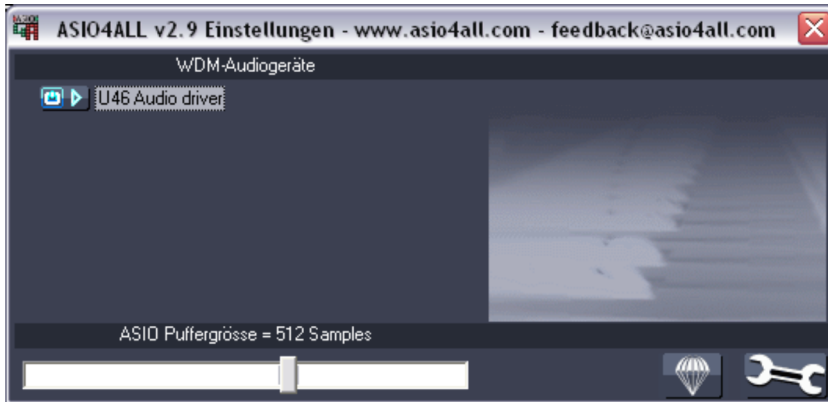 ASIO4ALL v2.9 Einstellungen - www.asio4all.com - feedback@asio4all.com
WDM-Audiogeräte
U46 Audio driver
ASIO Puffergrösse = 512 Samples